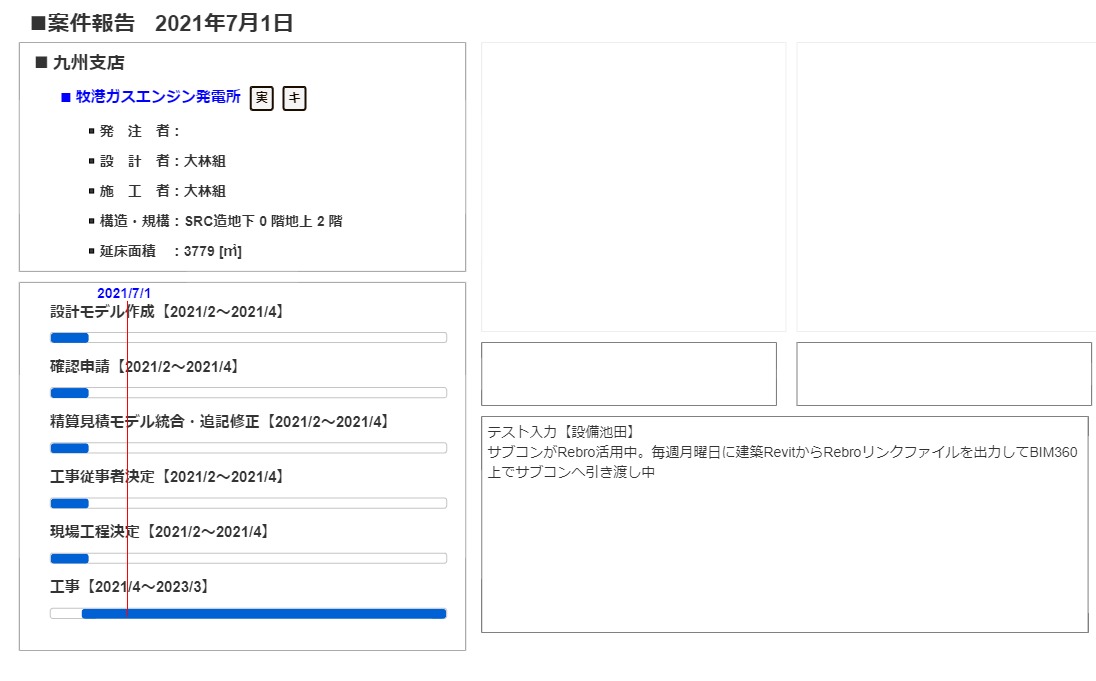 ■案件報告　2021年7月1日
■ 九州支店
■ 牧港ガスエンジン発電所 実 キ
▪ 発　注　者：
▪ 設　計　者：大林組
▪ 施　工　者：大林組
▪ 構造・規構：SRC造地下 0 階地上 2 階
▪ 延床面積　：3779 [㎡]
2021/7/1
設計モデル作成【2021/2～2021/4】
確認申請【2021/2～2021/4】
精算見積モデル統合・追記修正【2021/2～2021/4】
工事従事者決定【2021/2～2021/4】
現場工程決定【2021/2～2021/4】
工事【2021/4～2023/3】
テスト入力【設備池田】
サブコンがRebro活用中。毎週月曜日に建築RevitからRebroリンクファイルを出力してBIM360
上でサブコンへ引き渡し中